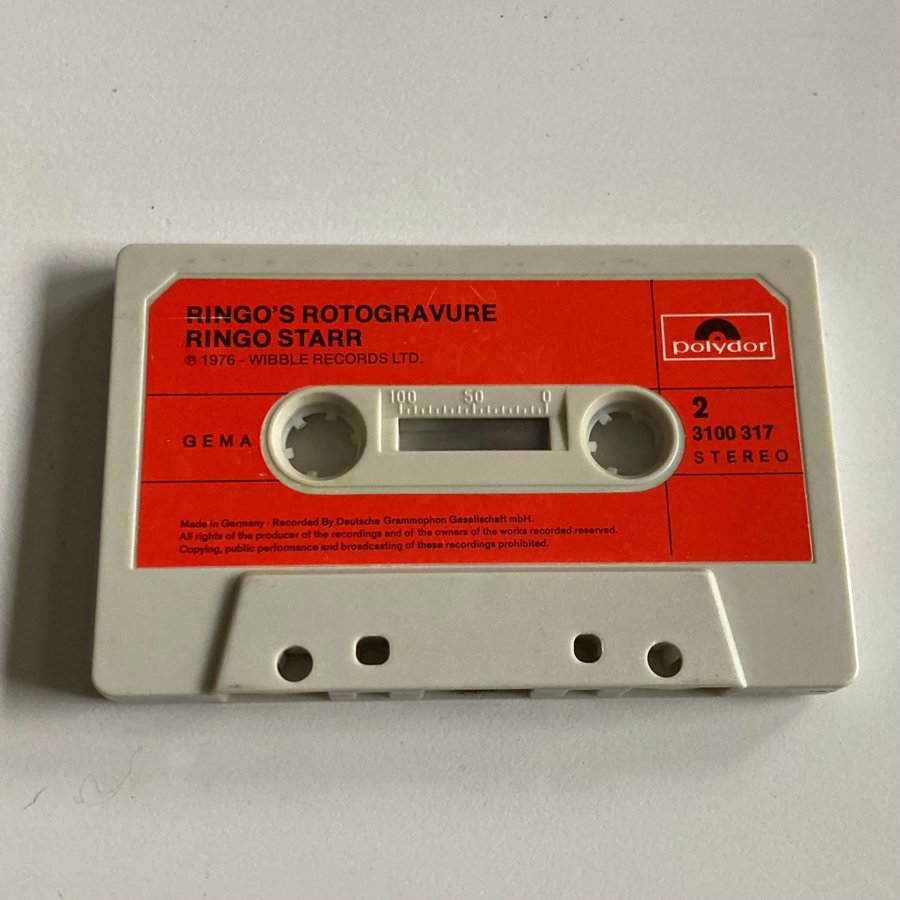 RINGO'S ROTOGRAVURE
RINGO STARR
℗ 1976 - WIBBLE RECORDS LTD.
polydor
100 50 0
GEMA
2
3100 317
STEREO
Made in Germany · Recorded By Deutsche Grammophon Gesellschaft mbH.
All rights of the producer of the recordings and of the owners of the works recorded reserved.
Copying, public performance and broadcasting of these recordings prohibited.